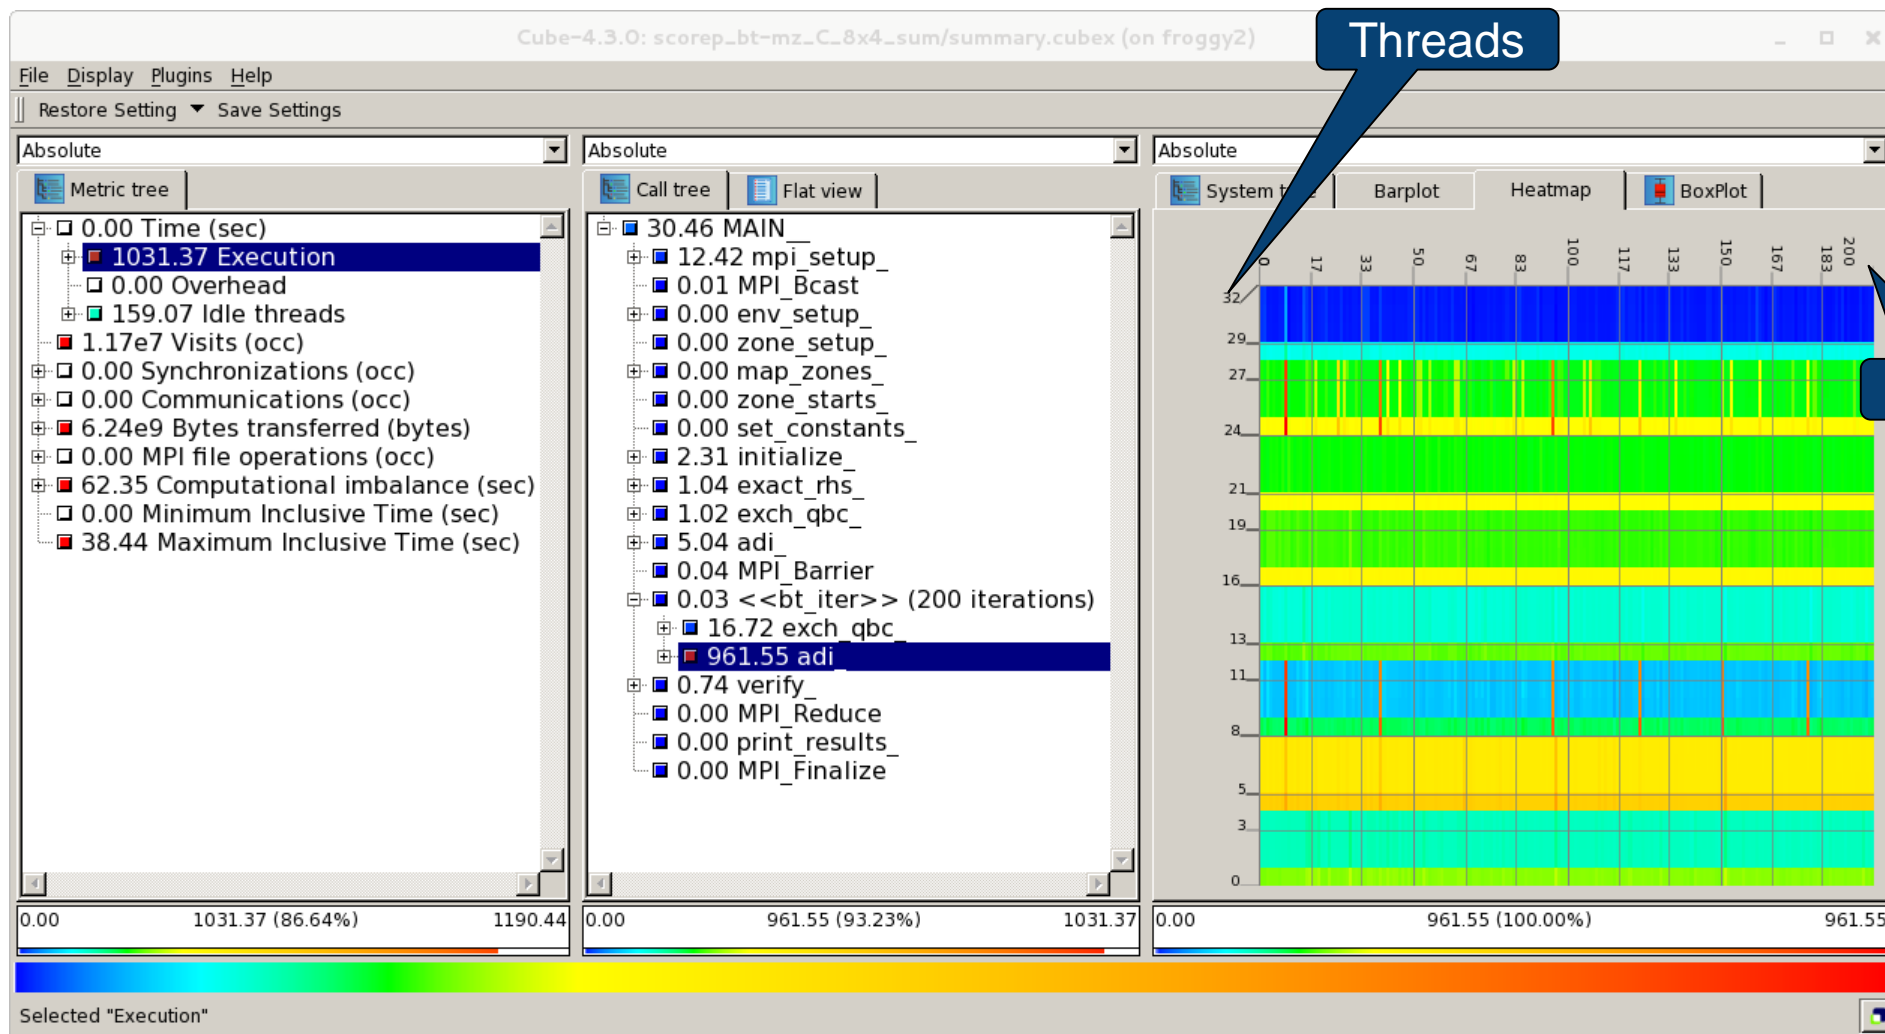 Cube-4.3.0: scorep_bt-mz_C_8x4_sum/summary.cubex (on froggy2)
Threads
File Display Plugins Help
Restore Setting Save Settings
Absolute
Metric tree
0.00 Time (sec)
1031.37 Execution
0.00 Overhead
159.07 Idle threads
1.17e7 Visits (occ)
0.00 Synchronizations (occ)
0.00 Communications (occ)
6.24e9 Bytes transferred (bytes)
0.00 MPI file operations (occ)
62.35 Computational imbalance (sec)
0.00 Minimum Inclusive Time (sec)
38.44 Maximum Inclusive Time (sec)
0.00 1031.37 (86.64%) 1190.44
Absolute
Call tree Flat view
30.46 MAIN__
12.42 mpi_setup_
0.01 MPI_Bcast
0.00 env_setup_
0.00 zone_setup_
0.00 map_zones_
0.00 zone_starts_
0.00 set_constants_
2.31 initialize_
1.04 exact_rhs_
1.02 exch_qbc_
5.04 adi_
0.04 MPI_Barrier
0.03 <<bt_iter>> (200 iterations)
16.72 exch_qbc_
961.55 adi_
0.74 verify_
0.00 MPI_Reduce
0.00 print_results_
0.00 MPI_Finalize
0.00 961.55 (93.23%) 1031.37
Absolute
System Barplot Heatmap BoxPlot
0 17 33 50 67 83 100 117 133 150 167 183 200
32
29
27
24
21
19
16
13
11
8
5
3
0
0.00 961.55 (100.00%) 961.55
Selected "Execution"